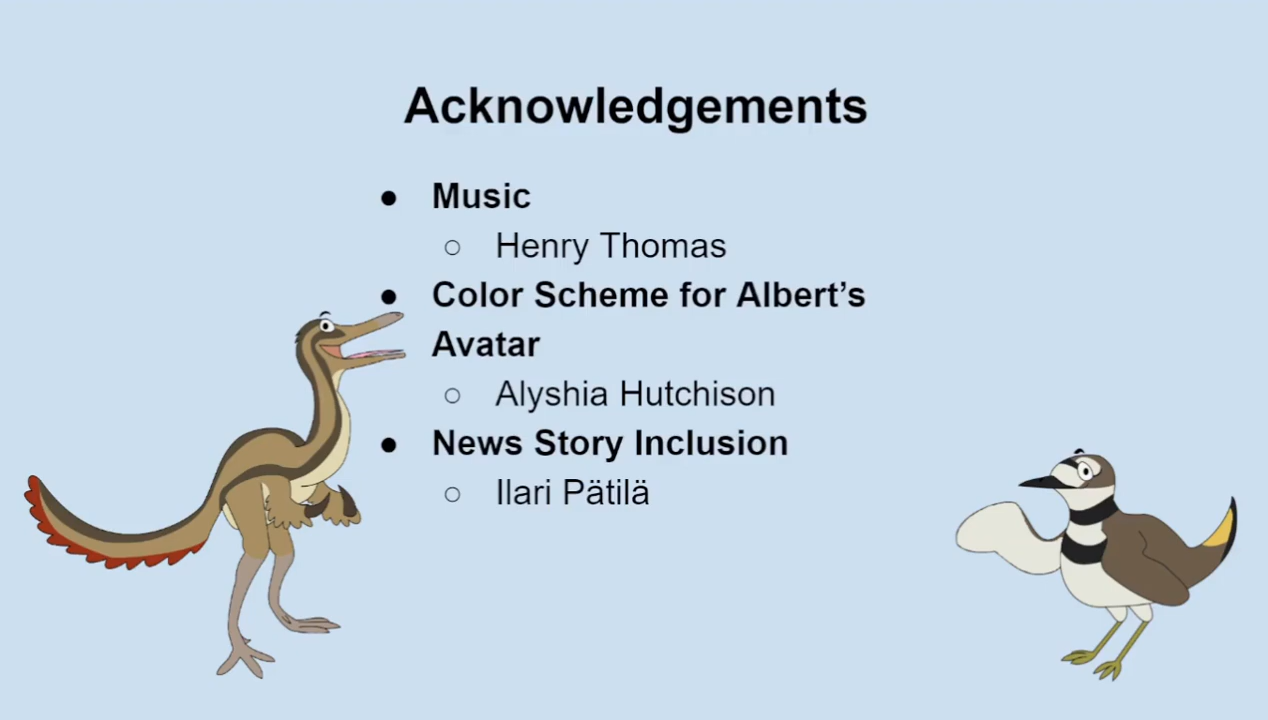 Acknowledgements
● Music
○ Henry Thomas
● Color Scheme for Albert’s
Avatar
○ Alyshia Hutchison
● News Story Inclusion
○ Ilari Pätilä